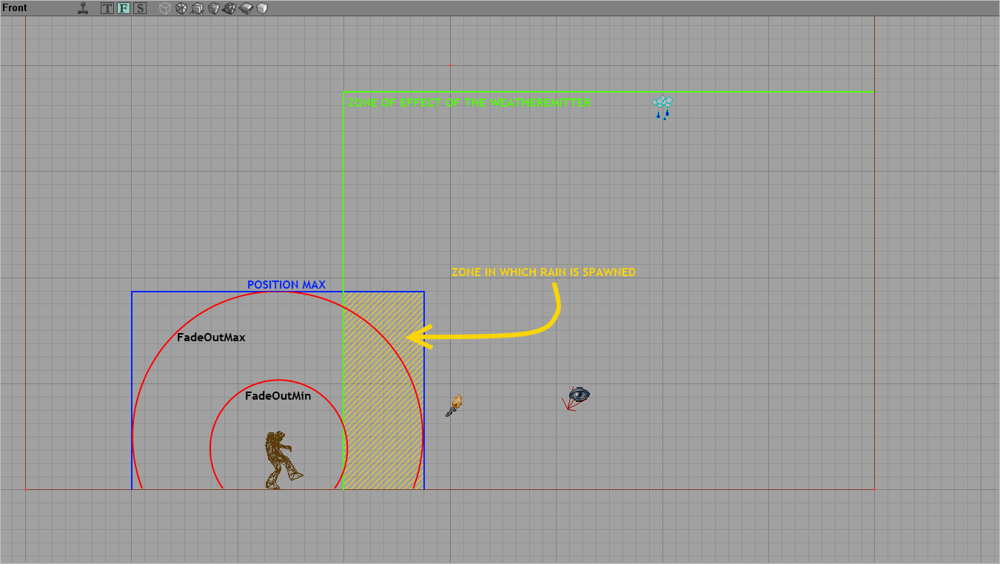 Front
T F S
ZONE OF EFFECT OF THE WEATHEREMITTER
ZONE IN WHICH RAIN IS SPAWNED
POSITION MAX
FadeOutMax
FadeOutMin